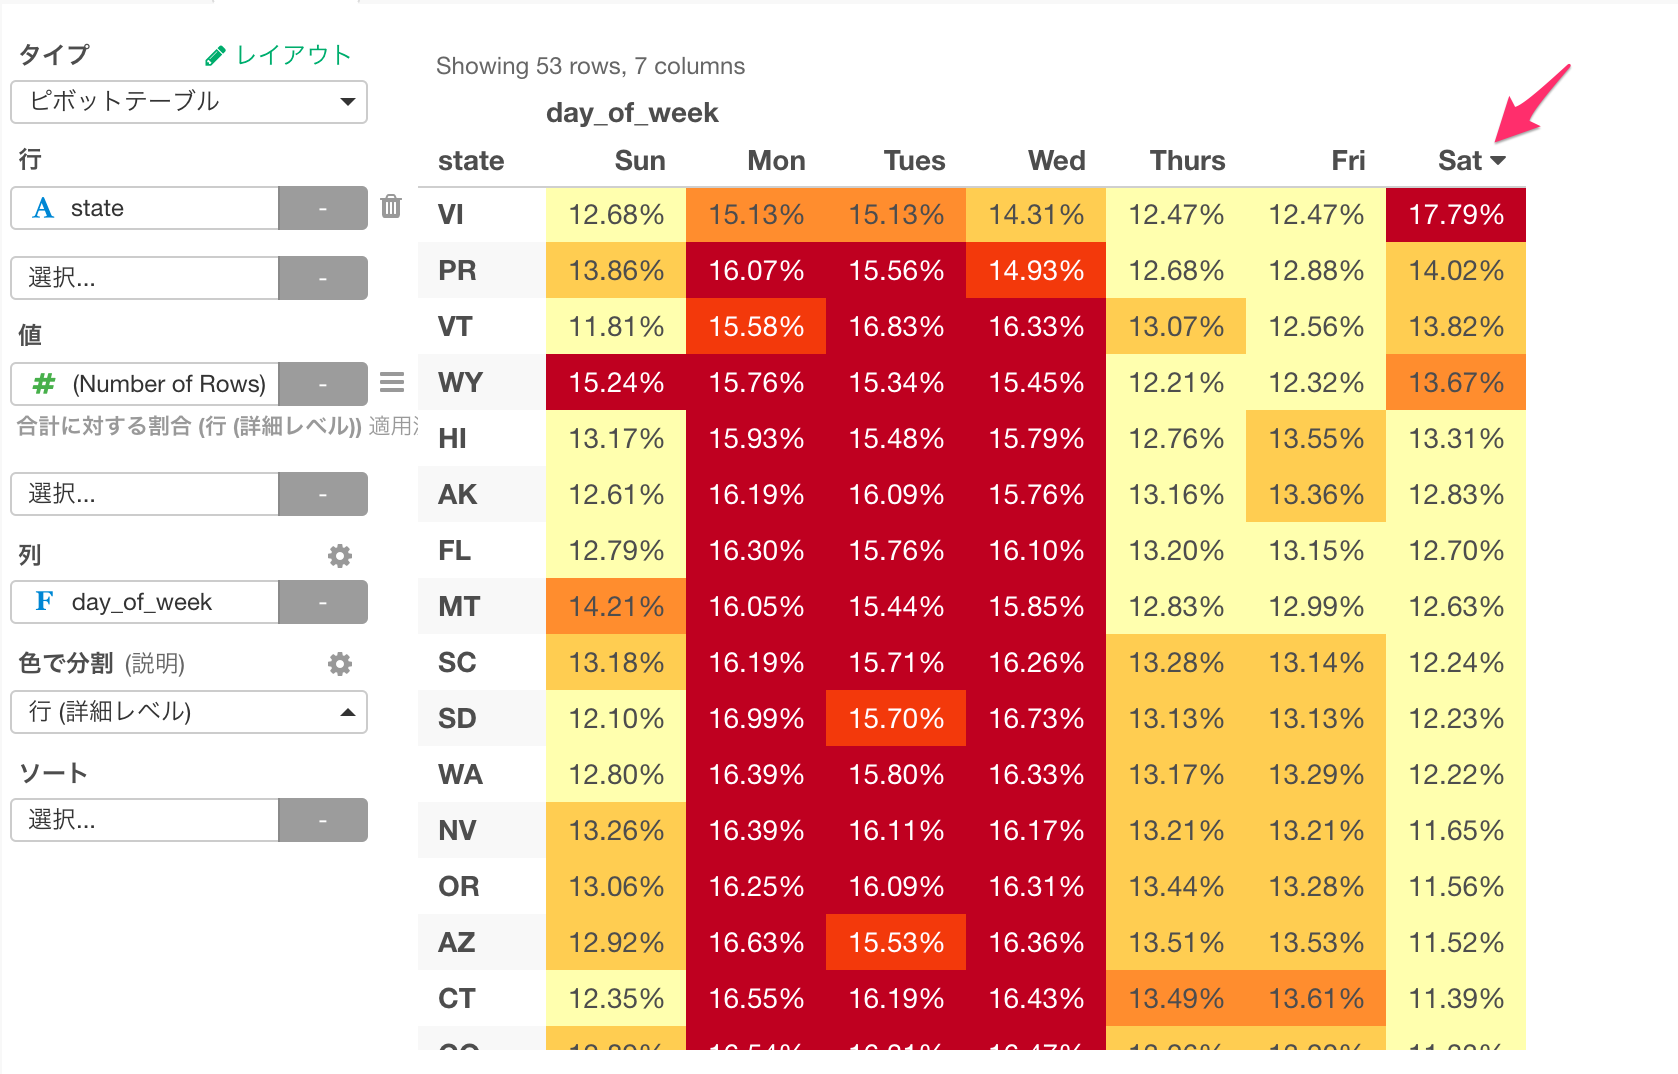 タイプ
レイアウト
ピボットテーブル
行
state -
選択... -
値
(Number of Rows) -
合計に対する割合 (行 (詳細レベル)) 適用
選択... -
列
day_of_week -
色で分割 (説明)
行 (詳細レベル)
ソート
選択... -
Showing 53 rows, 7 columns
day_of_week
state Sun Mon Tues Wed Thurs Fri Sat
VI 12.68% 15.13% 15.13% 14.31% 12.47% 12.47% 17.79%
PR 13.86% 16.07% 15.56% 14.93% 12.68% 12.88% 14.02%
VT 11.81% 15.58% 16.83% 16.33% 13.07% 12.56% 13.82%
WY 15.24% 15.76% 15.34% 15.45% 12.21% 12.32% 13.67%
HI 13.17% 15.93% 15.48% 15.79% 12.76% 13.55% 13.31%
AK 12.61% 16.19% 16.09% 15.76% 13.16% 13.36% 12.83%
FL 12.79% 16.30% 15.76% 16.10% 13.20% 13.15% 12.70%
MT 14.21% 16.05% 15.44% 15.85% 12.83% 12.99% 12.63%
SC 13.18% 16.19% 15.71% 16.26% 13.28% 13.14% 12.24%
SD 12.10% 16.99% 15.70% 16.73% 13.13% 13.13% 12.23%
WA 12.80% 16.39% 15.80% 16.33% 13.17% 13.29% 12.22%
NV 13.26% 16.39% 16.11% 16.17% 13.21% 13.21% 11.65%
OR 13.06% 16.25% 16.09% 16.31% 13.44% 13.28% 11.56%
AZ 12.92% 16.63% 15.53% 16.36% 13.51% 13.53% 11.52%
CT 12.35% 16.55% 16.19% 16.43% 13.49% 13.61% 11.39%